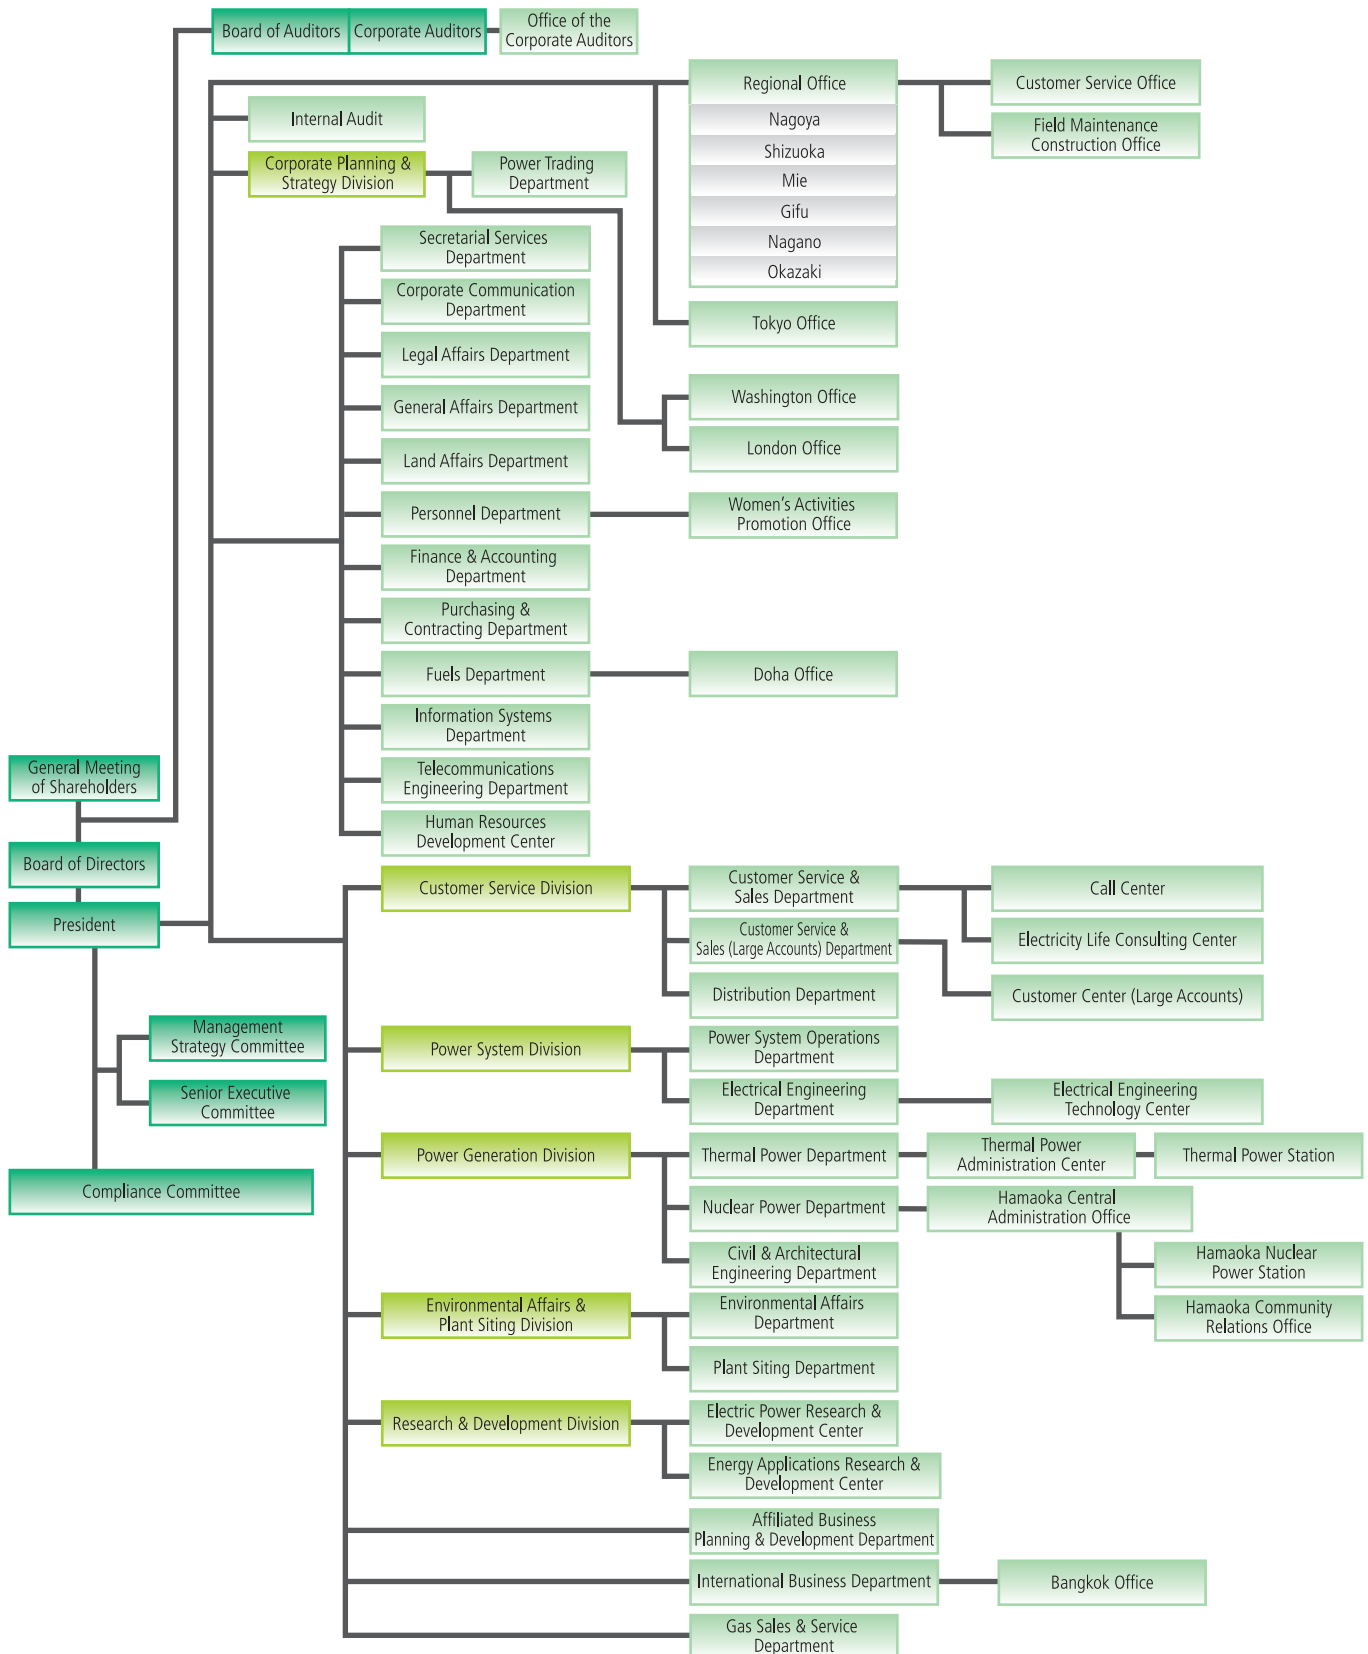 Board of Auditors
Corporate Auditors
Office of the
Corporate Auditors
Regional Office
Nagoya
Shizuoka
Mie
Gifu
Nagano
Okazaki
Customer Service Office
Field Maintenance
Construction Office
Internal Audit
Corporate Planning &
Strategy Division
Power Trading
Department
Secretarial Services
Department
Corporate Communication
Department
Legal Affairs Department
General Affairs Department
Land Affairs Department
Personnel Department
Finance & Accounting
Department
Purchasing &
Contracting Department
Fuels Department
Information Systems
Department
Telecommunications
Engineering Department
Human Resources
Development Center
Tokyo Office
Washington Office
London Office
Women's Activities
Promotion Office
Doha Office
General Meeting
of Shareholders
Board of Directors
President
Management
Strategy Committee
Senior Executive
Committee
Compliance Committee
Customer Service Division
Customer Service &
Sales Department
Call Center
Electricity Life Consulting Center
Customer Service &
Sales (Large Accounts) Department
Customer Center (Large Accounts)
Distribution Department
Power System Division
Power System Operations
Department
Electrical Engineering
Department
Electrical Engineering
Technology Center
Power Generation Division
Thermal Power Department
Thermal Power
Administration Center
Thermal Power Station
Nuclear Power Department
Hamaoka Central
Administration Office
Hamaoka Nuclear
Power Station
Hamaoka Community
Relations Office
Civil & Architectural
Engineering Department
Environmental Affairs &
Plant Siting Division
Environmental Affairs
Department
Plant Siting Department
Research & Development Division
Electric Power Research &
Development Center
Energy Applications Research &
Development Center
Affiliated Business
Planning & Development Department
International Business Department
Bangkok Office
Gas Sales & Service
Department